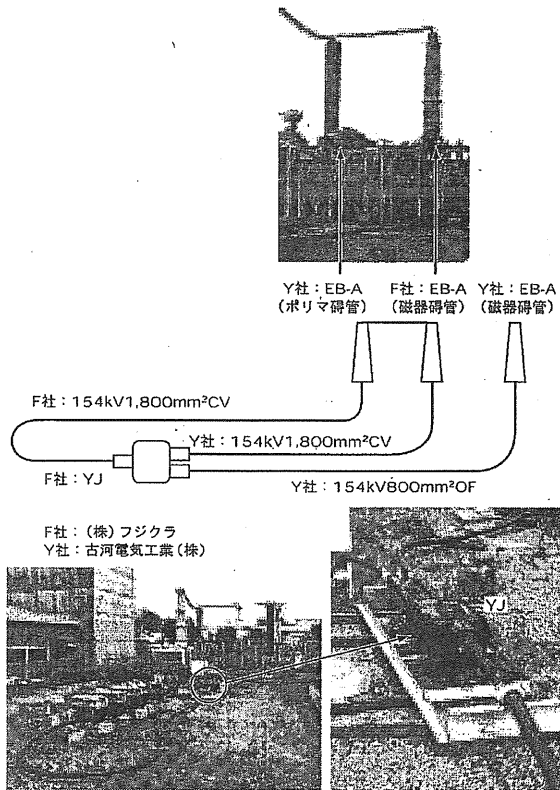 Y社：EB-A
(ポリマ碍管)
F社：EB-A
(磁器碍管)
Y社：EB-A
(磁器碍管)
F社：154kV1,800mm²CV
Y社：154kV1,800mm²CV
F社：YJ
Y社：154kV800mm²OF
F社：(株)フジクラ
Y社：古河電気工業(株)
YJ